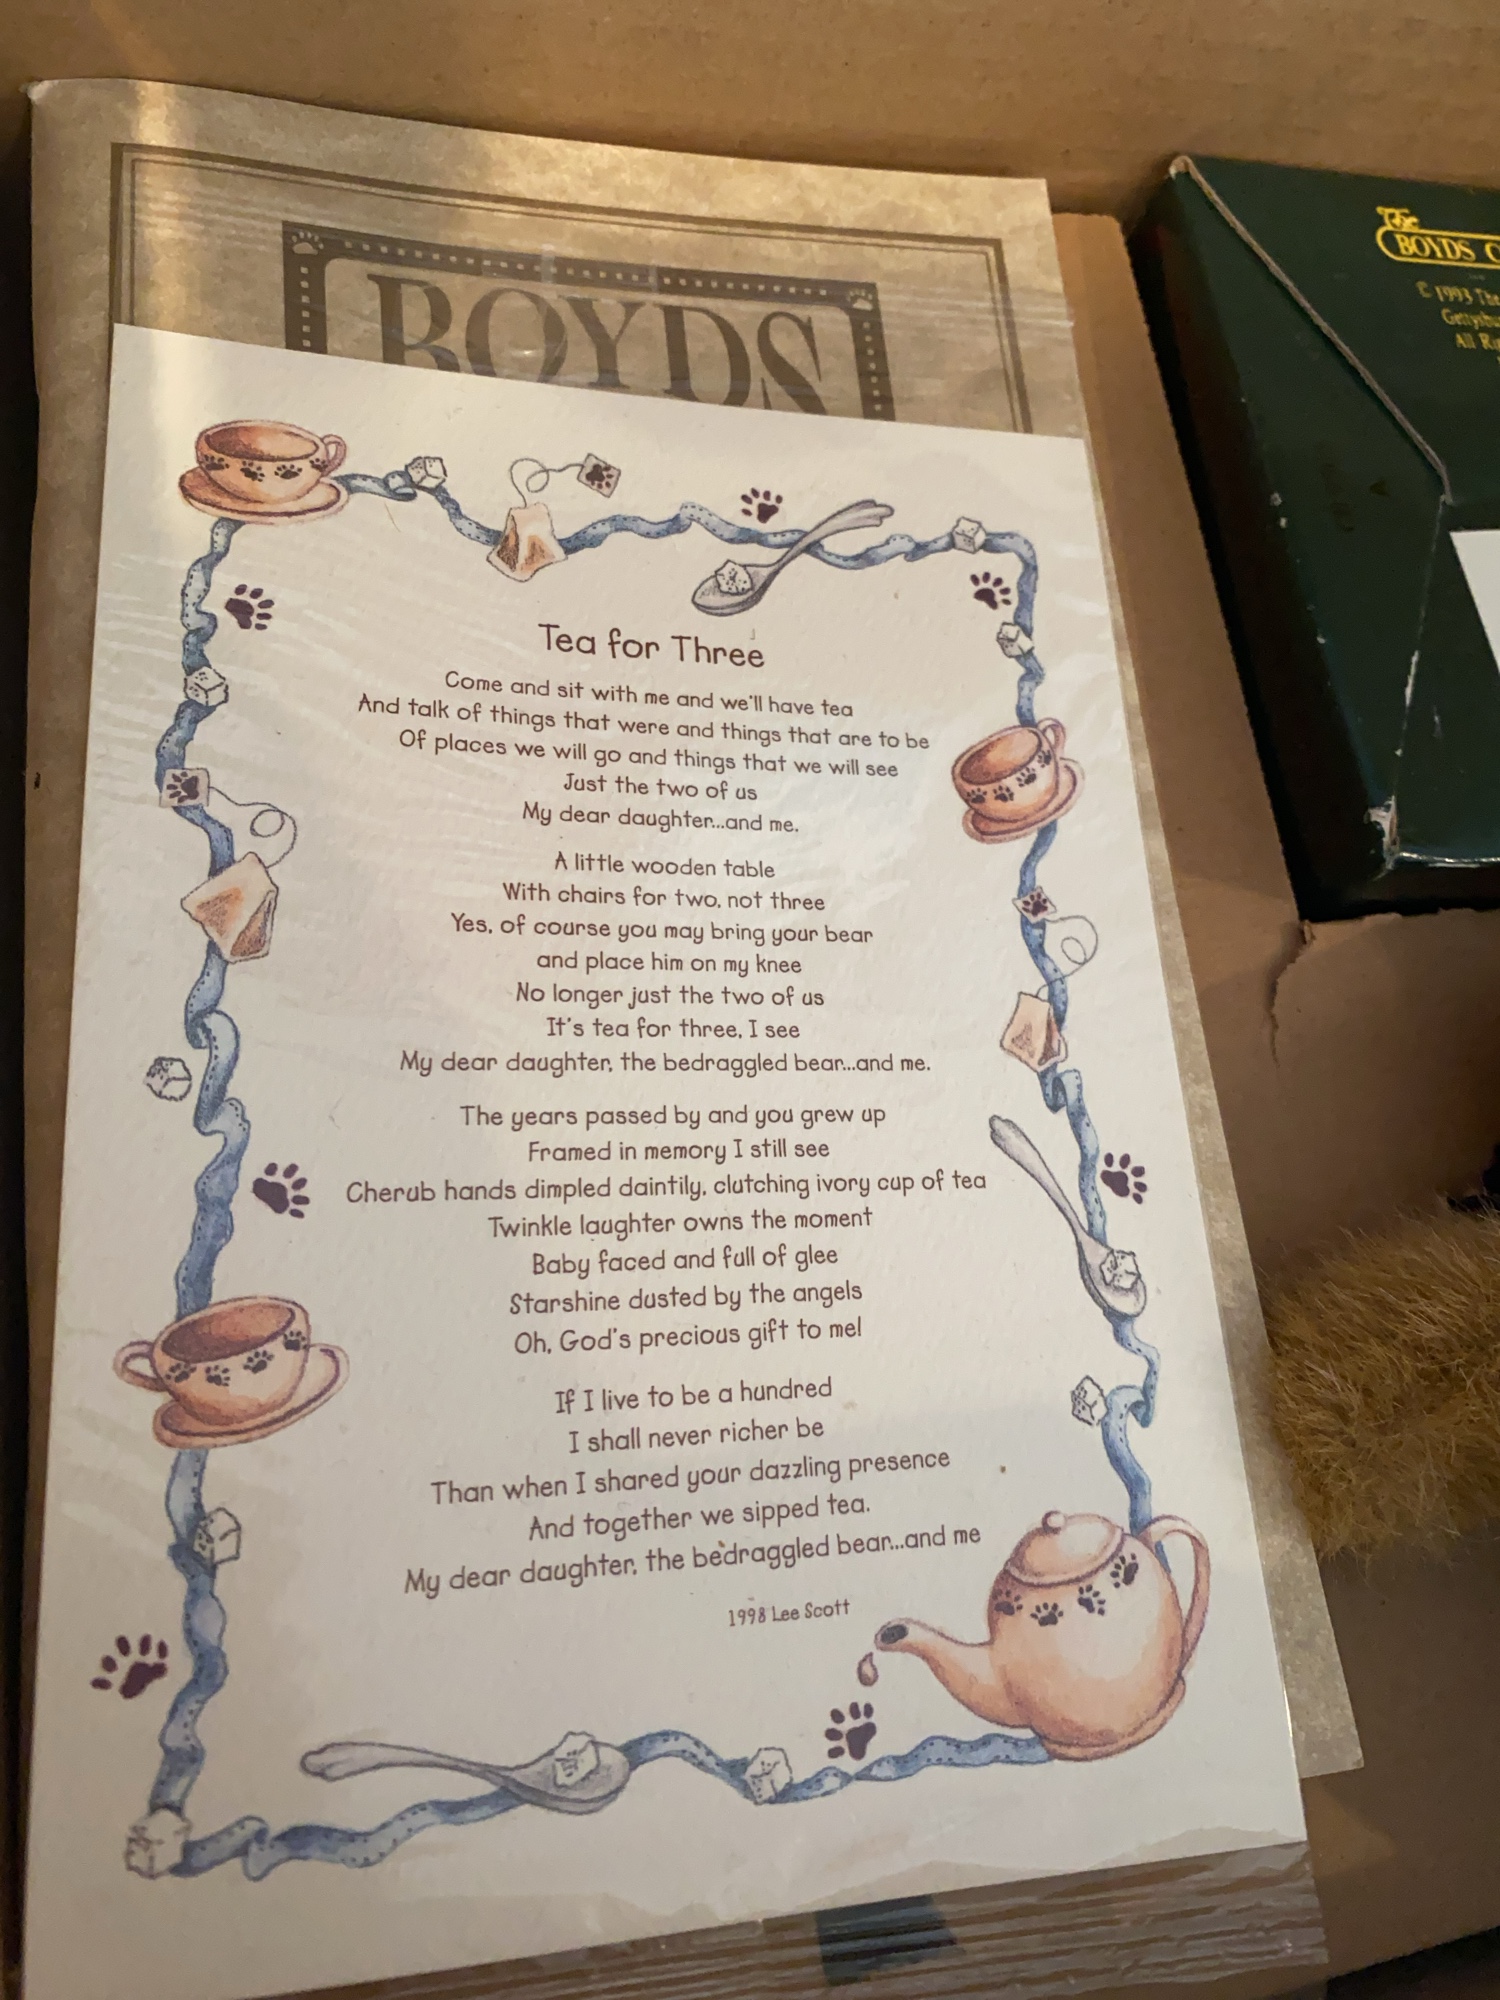 BOYDS
The
BOYDS C
© 1993 The
Gettysbu
All Ri
Tea for Three
Come and sit with me and we'll have tea
And talk of things that were and things that are to be
Of places we will go and things that we will see
Just the two of us
My dear daughter...and me.
A little wooden table
With chairs for two, not three
Yes, of course you may bring your bear
and place him on my knee
No longer just the two of us
It's tea for three, I see
My dear daughter, the bedraggled bear...and me.
The years passed by and you grew up
Framed in memory I still see
Cherub hands dimpled daintily, clutching ivory cup of tea
Twinkle laughter owns the moment
Baby faced and full of glee
Starshine dusted by the angels
Oh, God's precious gift to me!
If I live to be a hundred
I shall never richer be
Than when I shared your dazzling presence
And together we sipped tea.
My dear daughter, the bedraggled bear...and me
1998 Lee Scott